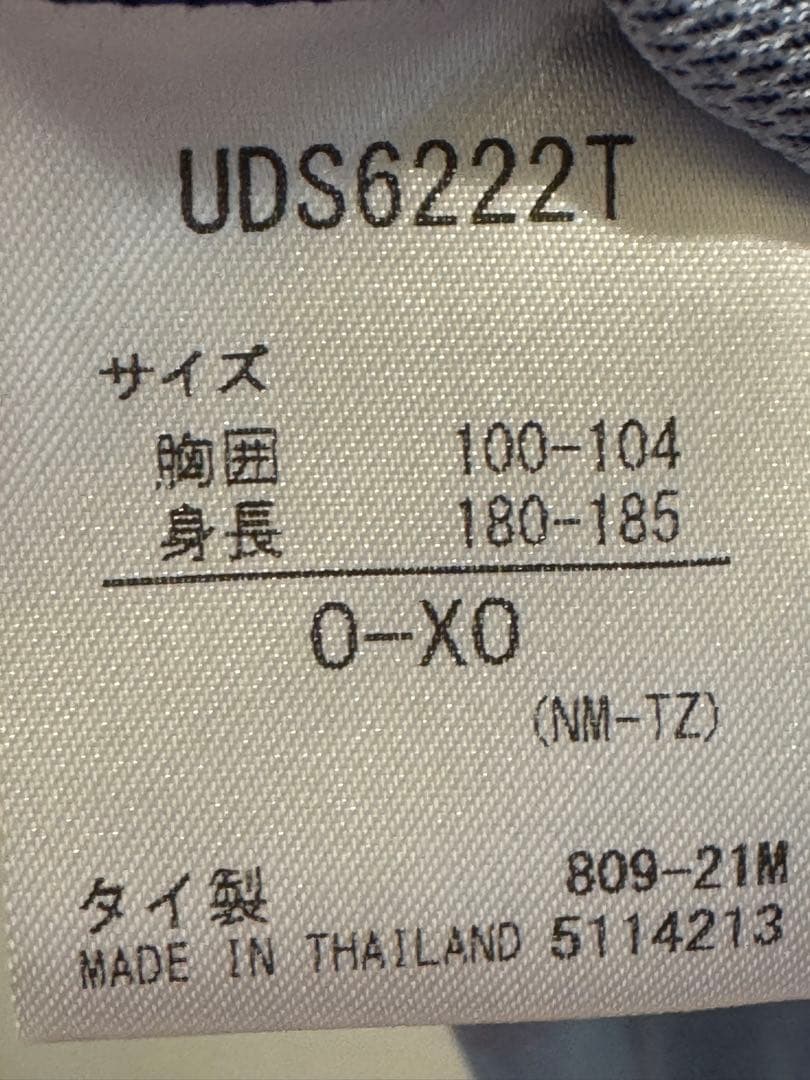 UDS6222T
サイズ
胸囲 100-104
身長 180-185
O-XO
(NM-TZ)
タイ製 809-21M
MADE IN THAILAND 5114213